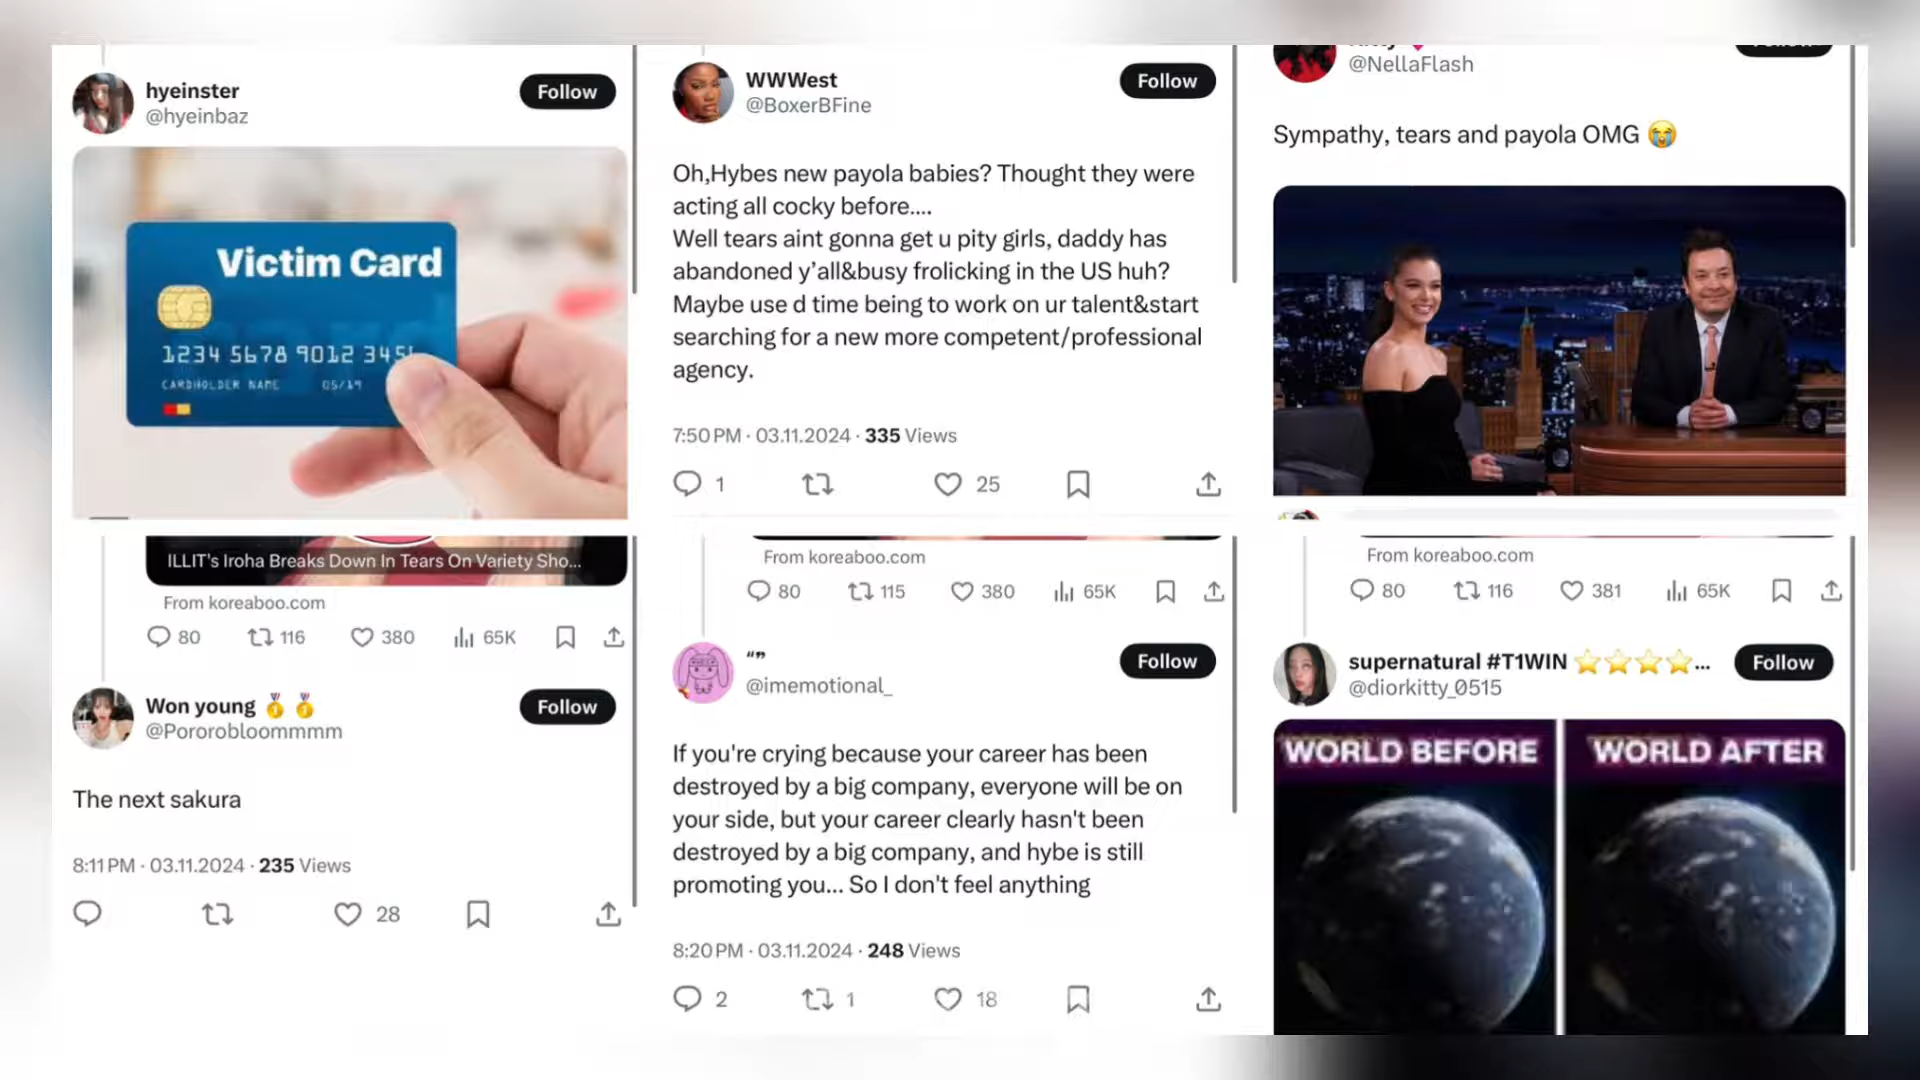 hyeinster
@hyeinbaz
Follow
Victim Card
1234 5678 9012 345
CARDHOLDER NAME 05/19
WWWest
@BoxerBFine
Follow
Oh,Hybes new payola babies? Thought they were
acting all cocky before....
Well tears aint gonna get u pity girls, daddy has
abandoned y'all&busy frolicking in the US huh?
Maybe use d time being to work on ur talent&start
searching for a new more competent/professional
agency.
7:50 PM · 03.11.2024 · 335 Views
1
25
@NellaFlash
Sympathy, tears and payola OMG 😭
ILLIT's Iroha Breaks Down In Tears On Variety Sho...
From koreaboo.com
80 116 380 65K
Won young 🥇🥇
@Pororobloommmm
Follow
The next sakura
8:11 PM · 03.11.2024 · 235 Views
28
From koreaboo.com
80 115 380 65K
“”
@imemotional_
Follow
If you're crying because your career has been
destroyed by a big company, everyone will be on
your side, but your career clearly hasn't been
destroyed by a big company, and hybe is still
promoting you... So I don't feel anything
8:20 PM · 03.11.2024 · 248 Views
2 1 18
From koreaboo.com
80 116 381 65K
supernatural #T1WIN ⭐⭐⭐⭐...
@diorkitty_0515
Follow
WORLD BEFORE
WORLD AFTER